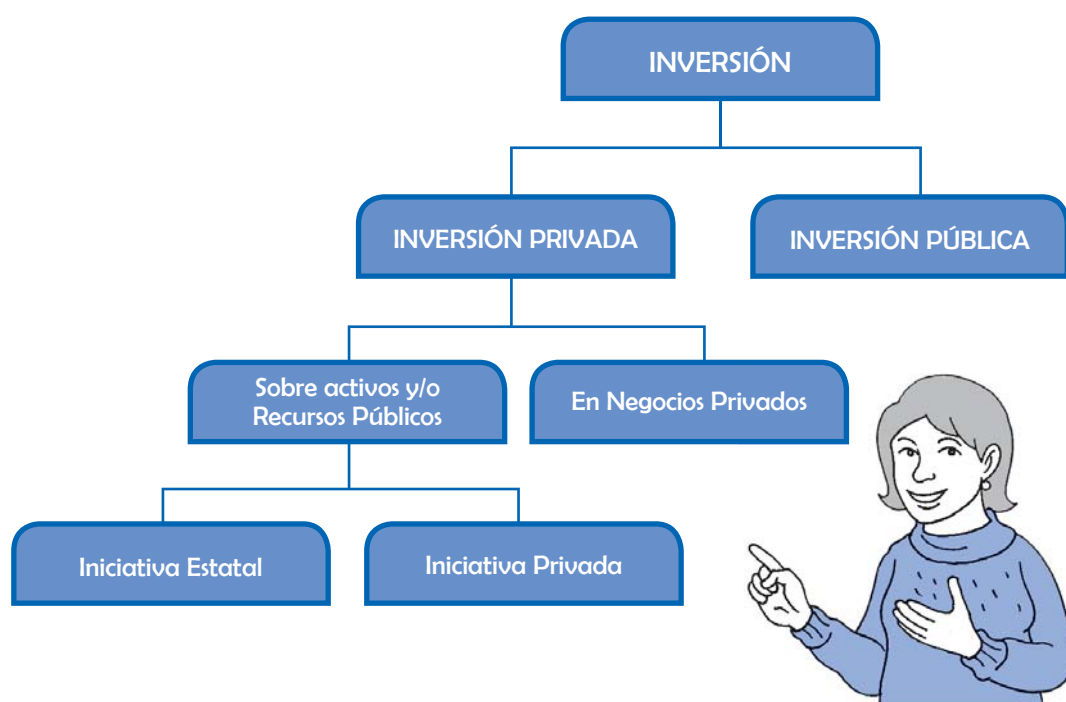 INVERSIÓN
INVERSIÓN PRIVADA
INVERSIÓN PÚBLICA
Sobre activos y/o
Recursos Públicos
En Negocios Privados
Iniciativa Estatal
Iniciativa Privada